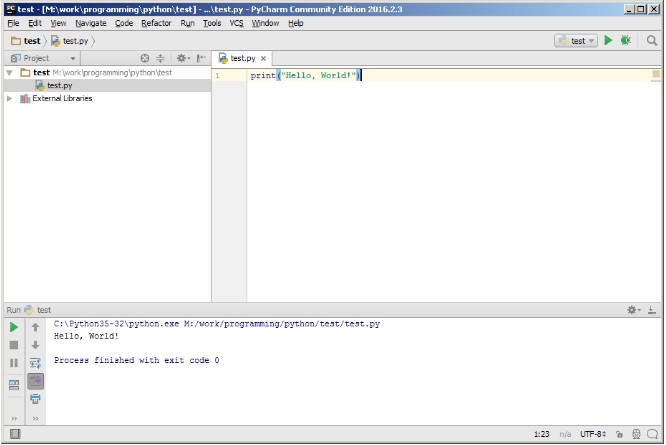 test - [M:\work\programming\python\test] - ...\test.py - PyCharm Community Edition 2016.2.3
File Edit View Navigate Code Refactor Run Tools VCS Window Help
test test.py test
Project test.py
test M:\work\programming\python\test
test.py
External Libraries
1 print("Hello, World!")
Run test
C:\Python35-32\python.exe M:/work/programming/python/test/test.py
Hello, World!
Process finished with exit code 0
1:23 n/a UTF-8